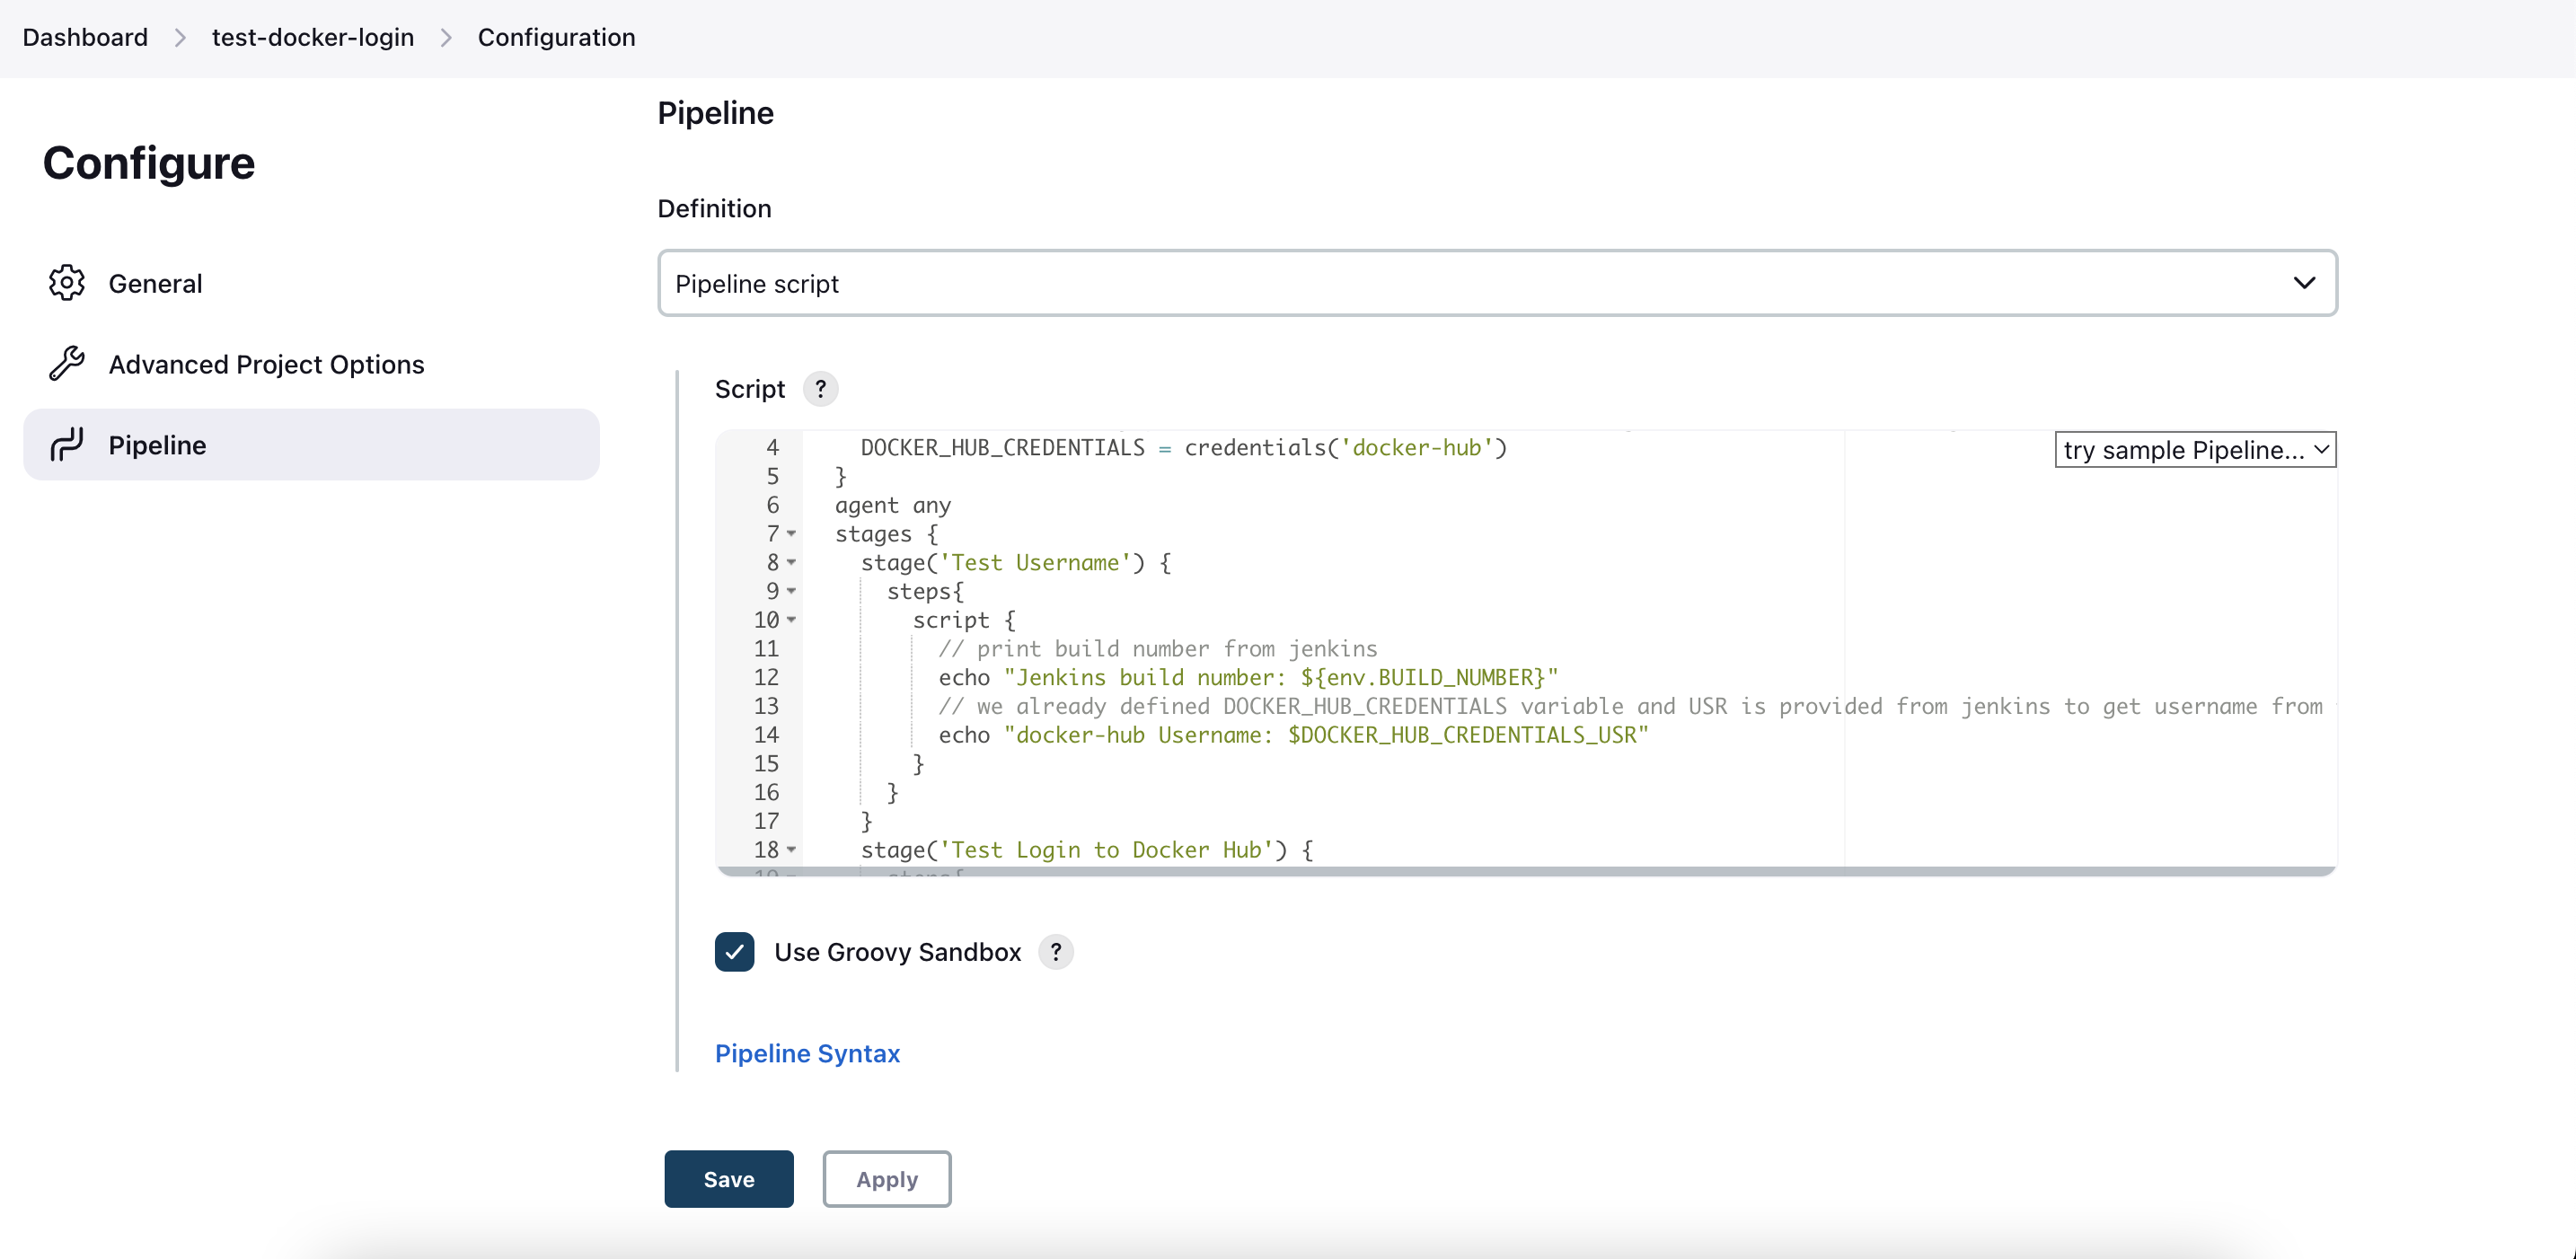 Dashboard > test-docker-login > Configuration
Configure
General
Advanced Project Options
Pipeline
Pipeline
Definition
Pipeline script
Script ?
try sample Pipeline...
4 DOCKER_HUB_CREDENTIALS = credentials('docker-hub')
5 }
6 agent any
7 stages {
8 stage('Test Username') {
9 steps{
10 script {
11 // print build number from jenkins
12 echo "Jenkins build number: ${env.BUILD_NUMBER}"
13 // we already defined DOCKER_HUB_CREDENTIALS variable and USR is provided from jenkins to get username from
14 echo "docker-hub Username: $DOCKER_HUB_CREDENTIALS_USR"
15 }
16 }
17 }
18 stage('Test Login to Docker Hub') {
19 steps{
Use Groovy Sandbox ?
Pipeline Syntax
Save
Apply